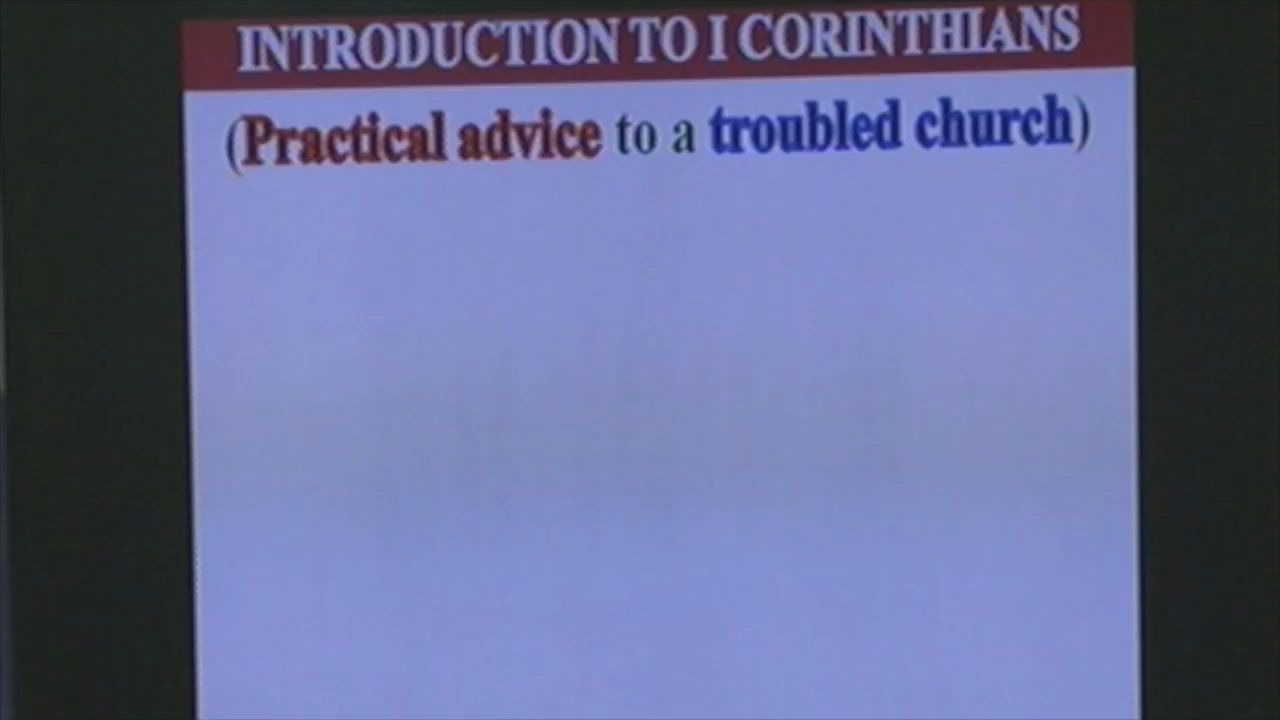 INTRODUCTION TO I CORINTHIANS
(Practical advice to a troubled church)